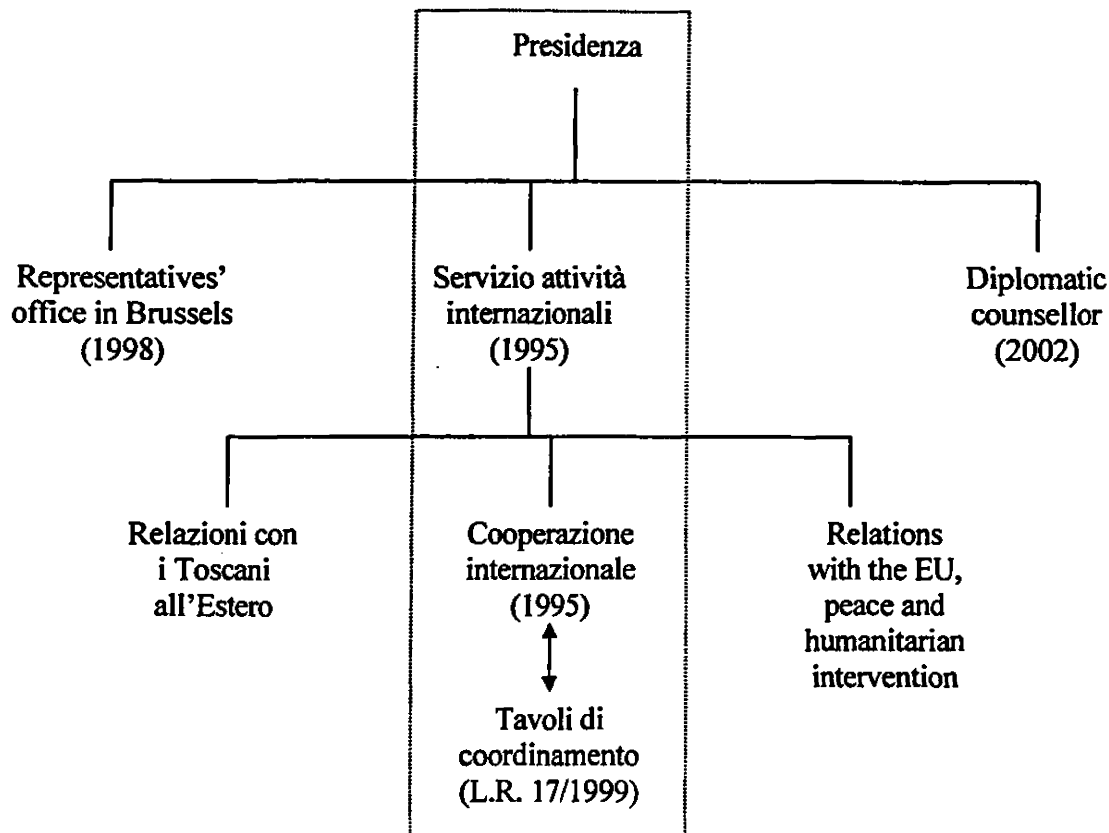 Presidenza
Representatives'
office in Brussels
(1998)
Servizio attività
internazionali
(1995)
Diplomatic
counsellor
(2002)
Relazioni con
i Toscani
all'Estero
Cooperazione
internazionale
(1995)
Relations
with the EU,
peace and
humanitarian
intervention
Tavoli di
coordinamento
(L.R. 17/1999)